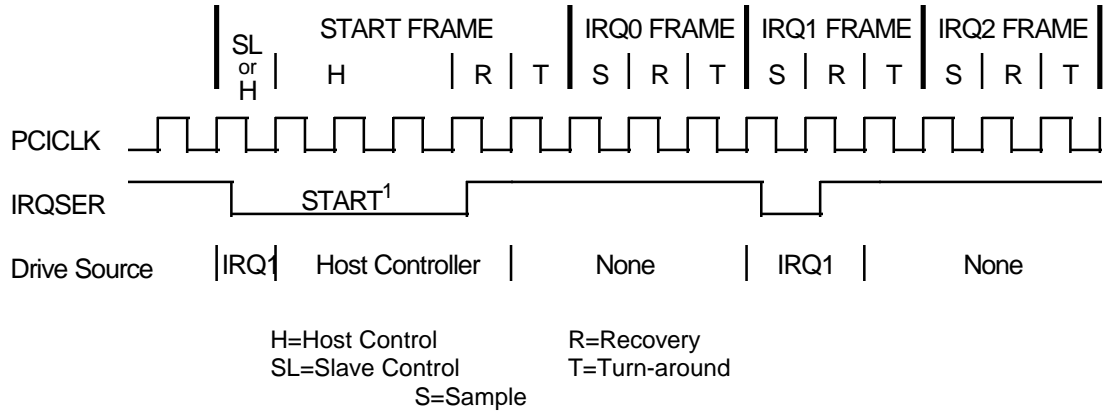 START FRAME IRQ0 FRAME IRQ1 FRAME IRQ2 FRAME
SL
or
H
H R T S R T S R T S R T
PCICLK
IRQSER START1
Drive Source IRQ1 Host Controller None IRQ1 None
H=Host Control R=Recovery
SL=Slave Control T=Turn-around
S=Sample